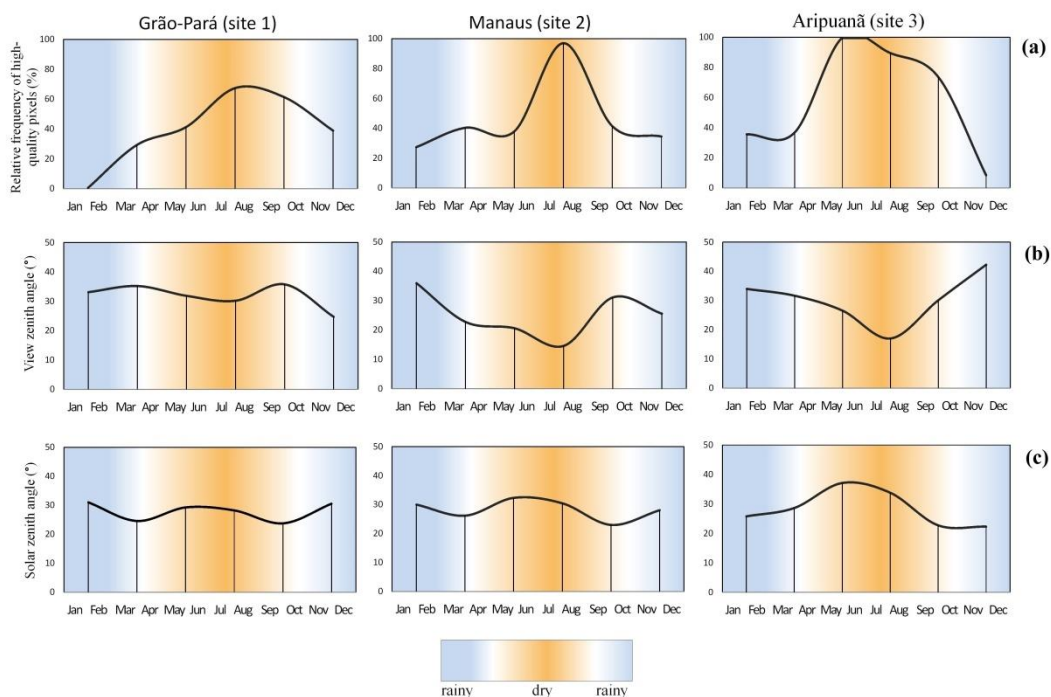 Grão-Pará (site 1)
Manaus (site 2)
Aripuanã (site 3)
(a)
Relative frequency of high-
quality pixels (%)
100
80
60
40
20
0
Jan Feb Mar Apr May Jun Jul Aug Sep Oct Nov Dec
100
80
60
40
20
0
Jan Feb Mar Apr May Jun Jul Aug Sep Oct Nov Dec
100
80
60
40
20
0
Jan Feb Mar Apr May Jun Jul Aug Sep Oct Nov Dec
(b)
View zenith angle (°)
50
40
30
20
10
0
Jan Feb Mar Apr May Jun Jul Aug Sep Oct Nov Dec
50
40
30
20
10
0
Jan Feb Mar Apr May Jun Jul Aug Sep Oct Nov Dec
50
40
30
20
10
0
Jan Feb Mar Apr May Jun Jul Aug Sep Oct Nov Dec
(c)
Solar zenith angle (°)
50
40
30
20
10
0
Jan Feb Mar Apr May Jun Jul Aug Sep Oct Nov Dec
50
40
30
20
10
0
Jan Feb Mar Apr May Jun Jul Aug Sep Oct Nov Dec
50
40
30
20
10
0
Jan Feb Mar Apr May Jun Jul Aug Sep Oct Nov Dec
rainy dry rainy